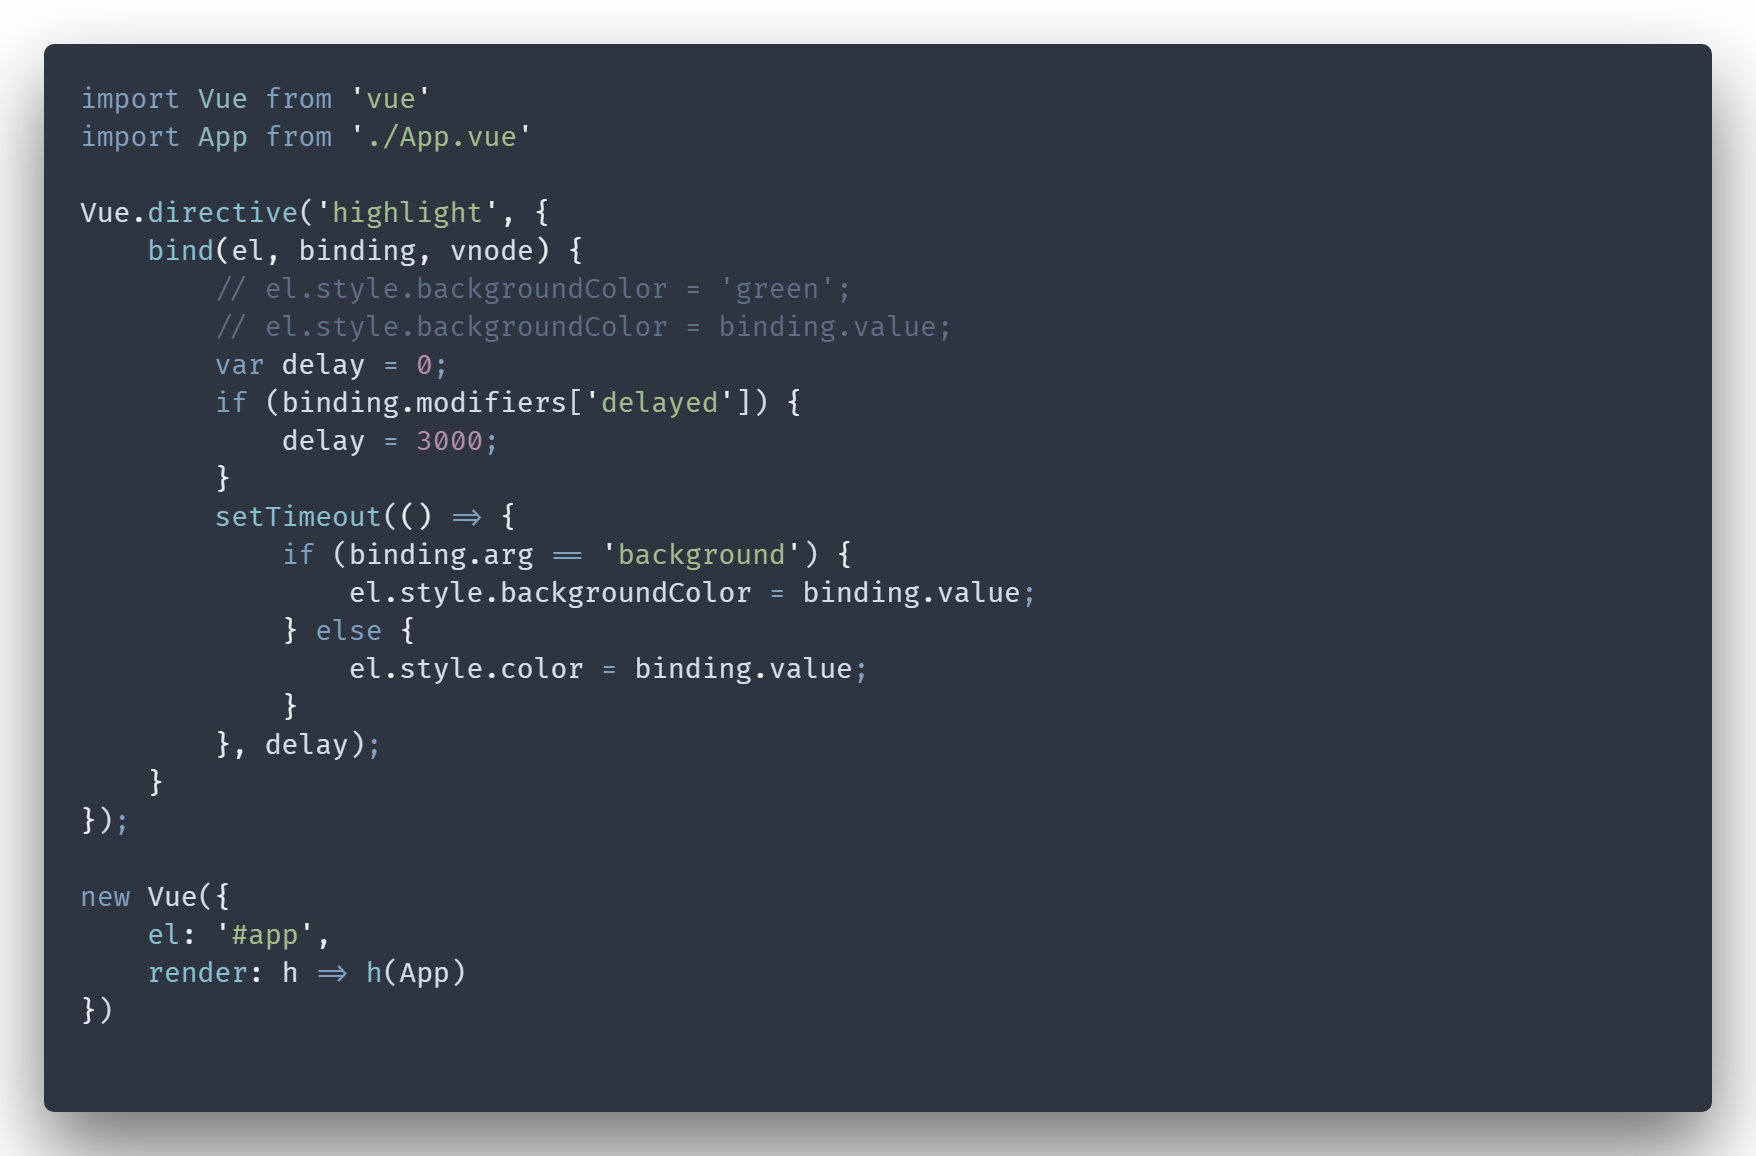 import Vue from 'vue'
import App from './App.vue'

Vue.directive('highlight', {
    bind(el, binding, vnode) {
        // el.style.backgroundColor = 'green';
        // el.style.backgroundColor = binding.value;
        var delay = 0;
        if (binding.modifiers['delayed']) {
            delay = 3000;
        }
        setTimeout(() => {
            if (binding.arg == 'background') {
                el.style.backgroundColor = binding.value;
            } else {
                el.style.color = binding.value;
            }
        }, delay);
    }
});

new Vue({
    el: '#app',
    render: h => h(App)
})